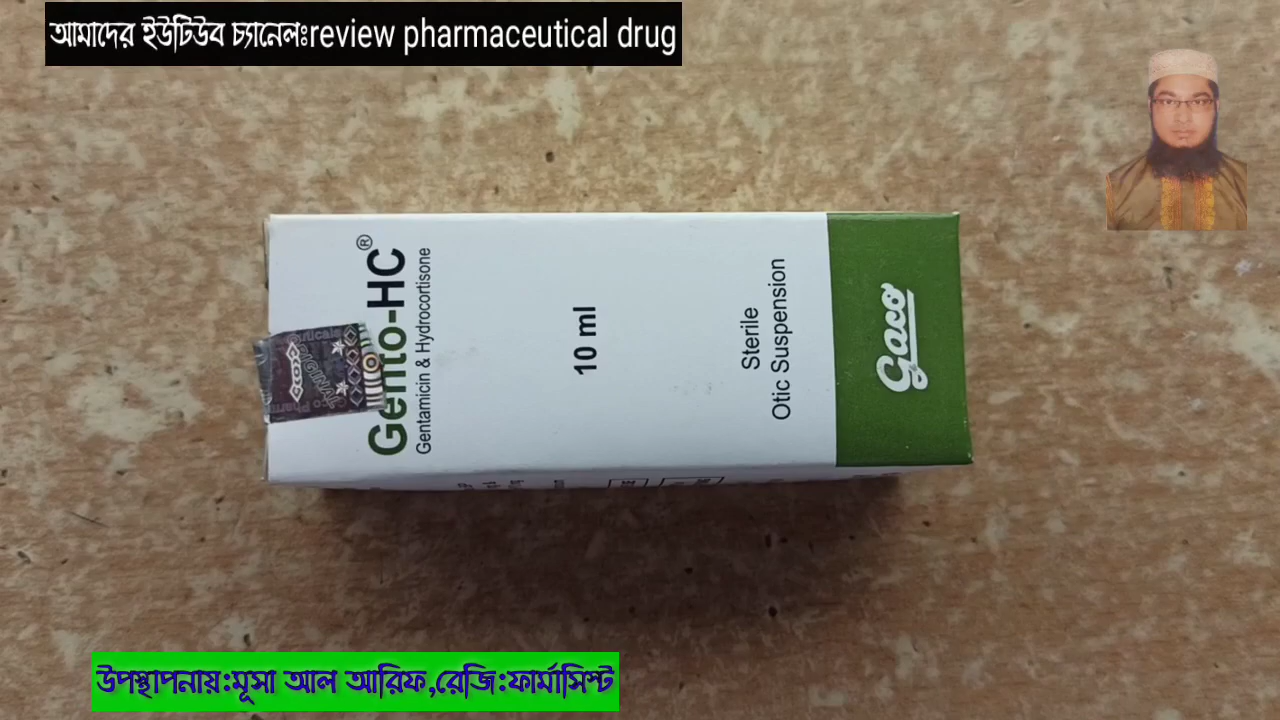 আমাদের ইউটিউব চ্যানেলঃreview pharmaceutical drug
Gento-HC®
Gentamicin & Hydrocortisone
10 ml
Sterile
Otic Suspension
Gaco
ORIGINAL
উপস্থাপনায়:মূসা আল আরিফ,রেজি:ফার্মাসিস্ট